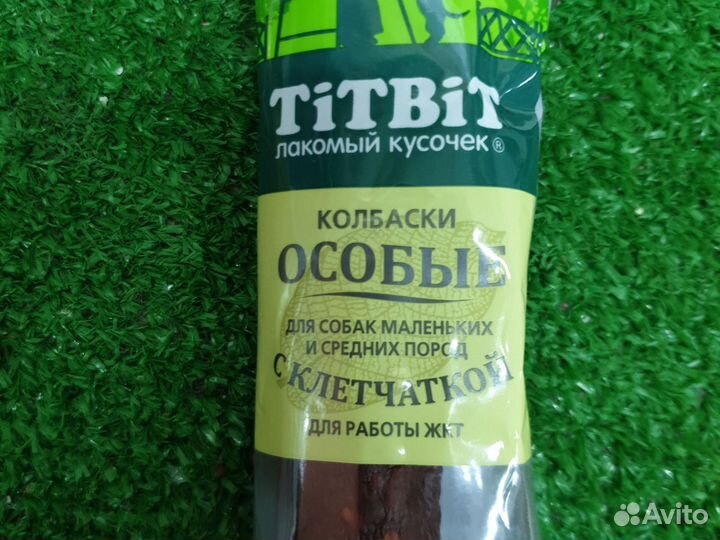 TiTBiT
лакомый кусочек®
КОЛБАСКИ
ОСОБЫЕ
ДЛЯ СОБАК МАЛЕНЬКИХ
И СРЕДНИХ ПОРОД
С КЛЕТЧАТКОЙ
ДЛЯ РАБОТЫ ЖКТ
Avito